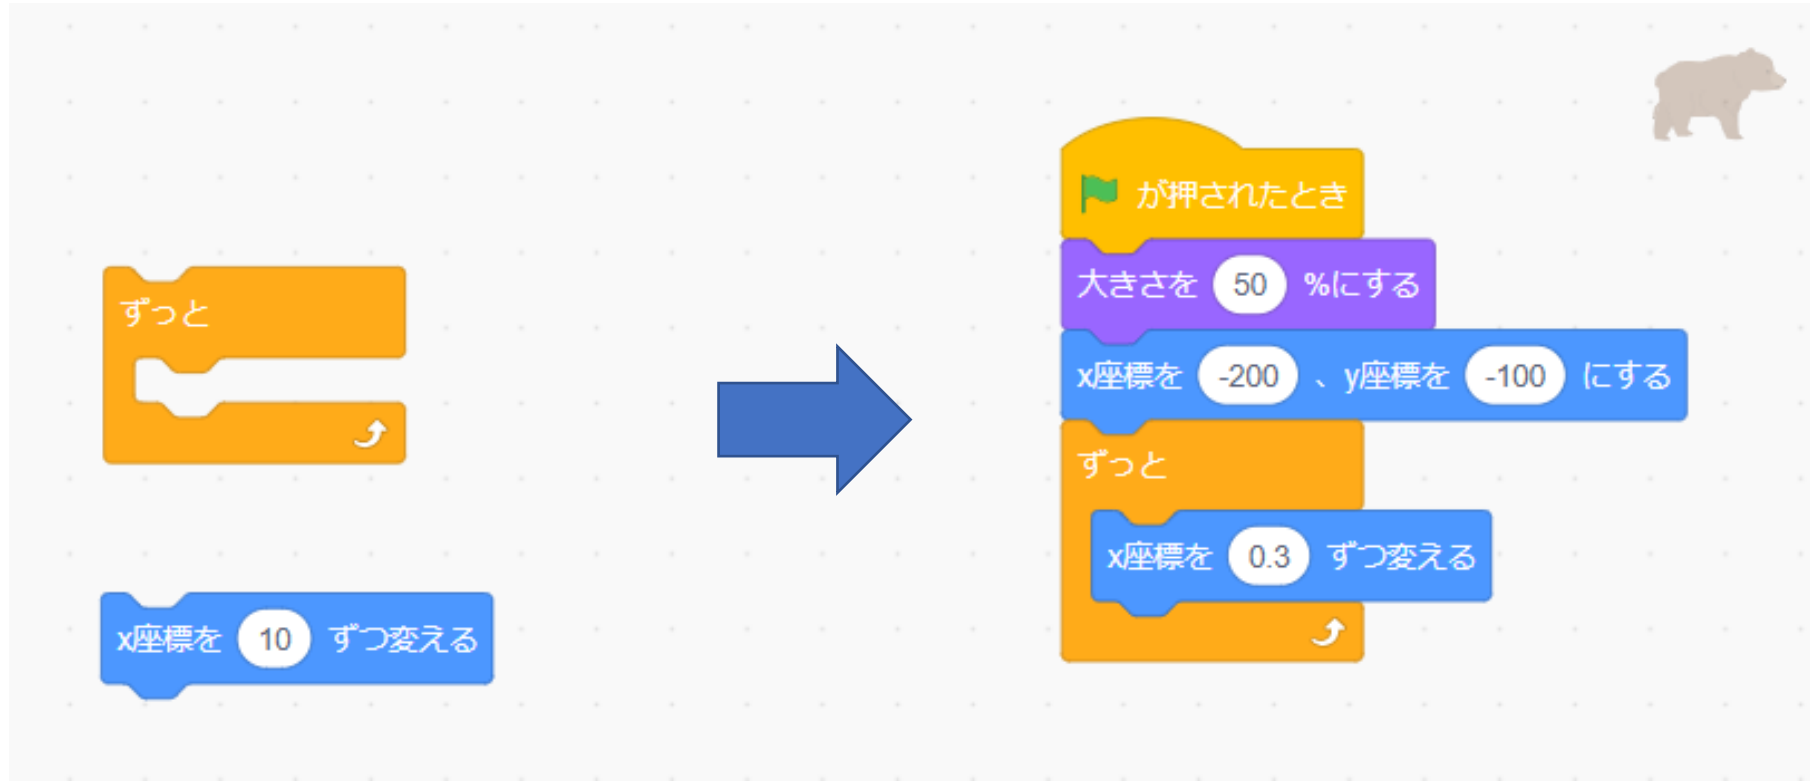 ずっと
x座標を 10 ずつ変える
が押されたとき
大きさを 50 %にする
x座標を -200 、y座標を -100 にする
ずっと
x座標を 0.3 ずつ変える